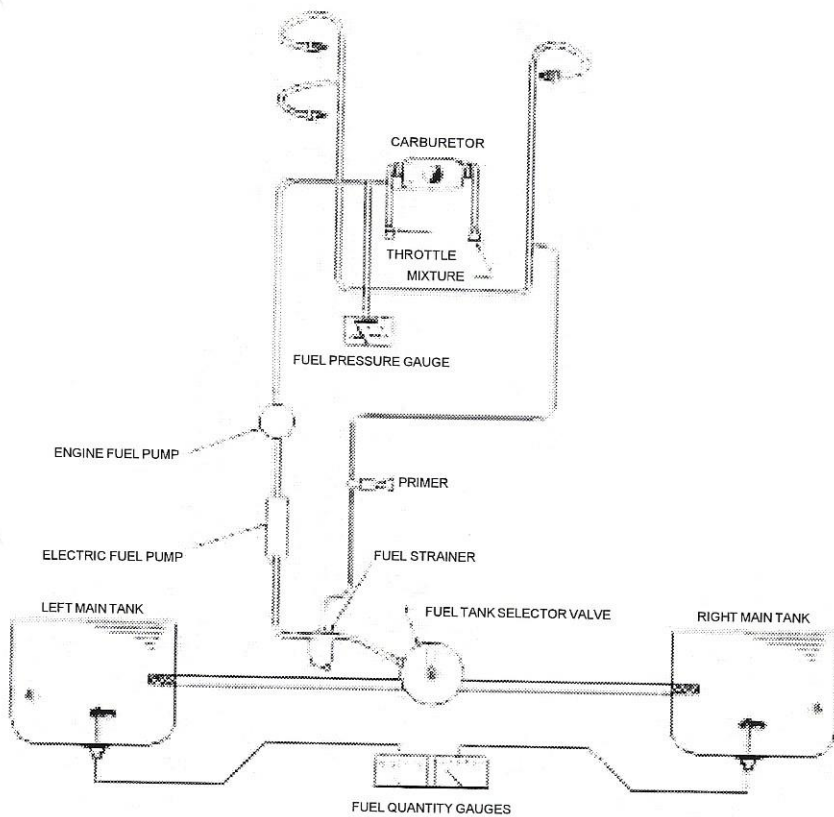 CARBURETOR
THROTTLE
MIXTURE
FUEL PRESSURE GAUGE
ENGINE FUEL PUMP
PRIMER
ELECTRIC FUEL PUMP
FUEL STRAINER
LEFT MAIN TANK
FUEL TANK SELECTOR VALVE
RIGHT MAIN TANK
FUEL QUANTITY GAUGES